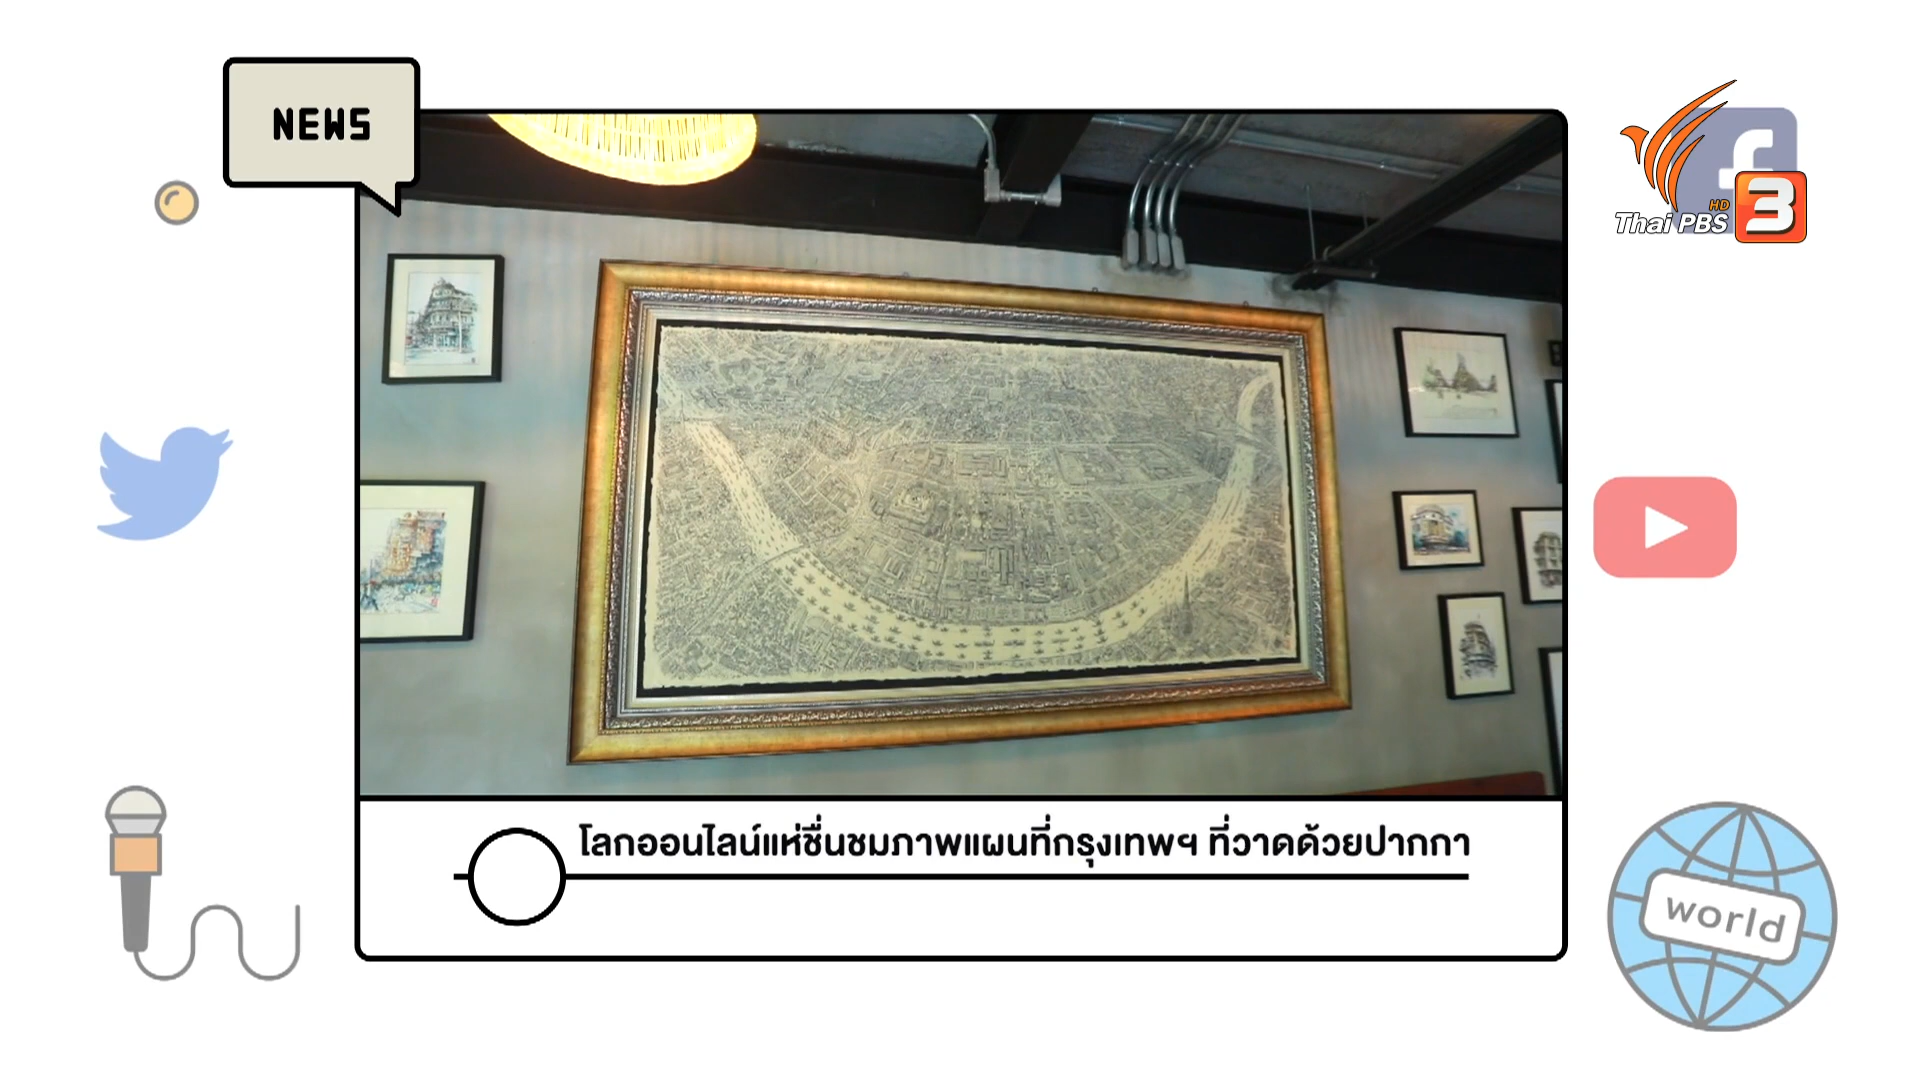 NEWS
Thai PBS
HD
3
โลกออนไลน์แห่ชื่นชมภาพแผนที่กรุงเทพฯ ที่วาดด้วยปากกา
world